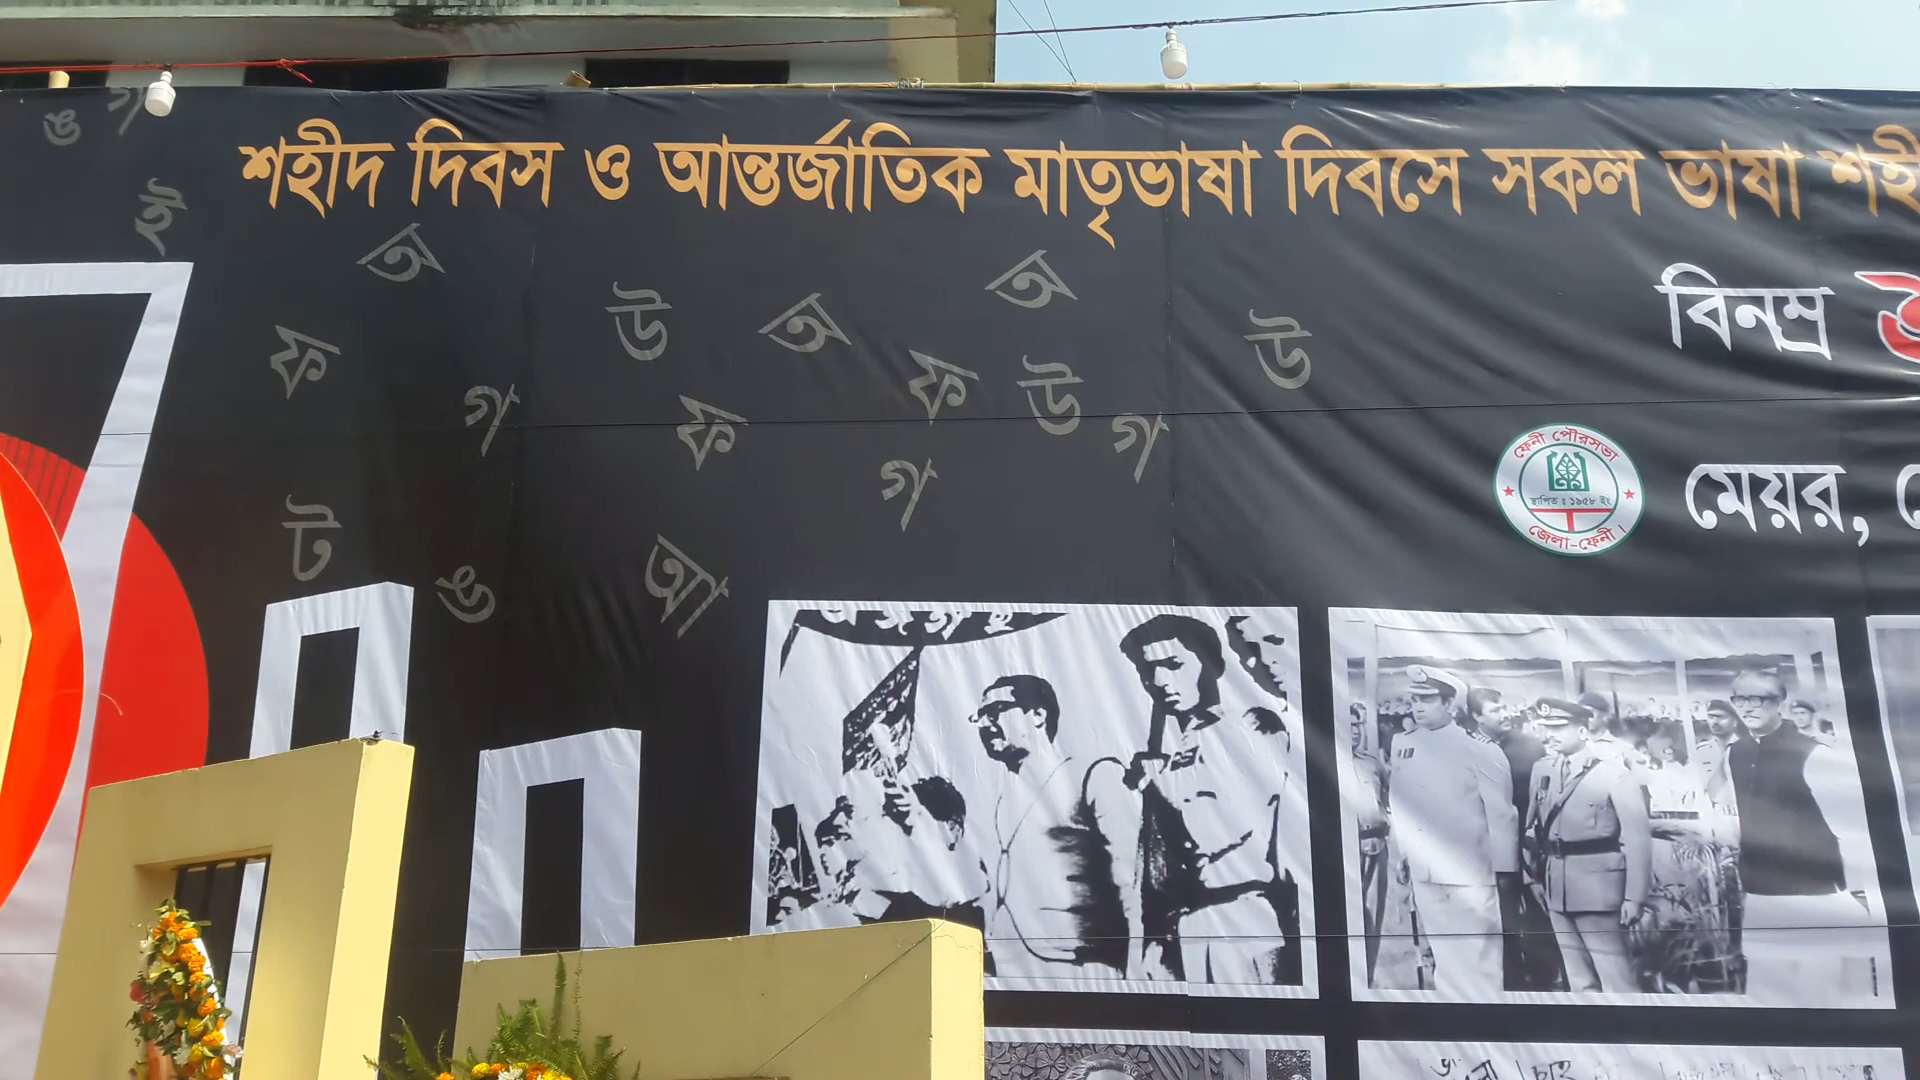 শহীদ দিবস ও আন্তর্জাতিক মাতৃভাষা দিবসে সকল ভাষা
বিনম্র
মেয়র,
ফেনী পৌরসভা
স্থাপিত ঃ ১৯৫৮ ইং
জেলা-ফেনী।
ঙ গ
ই
অ
অ
উ
অ
উ
ফ
ফ
উ
গ
ফ
গ
গ
ট
ঙ
আ